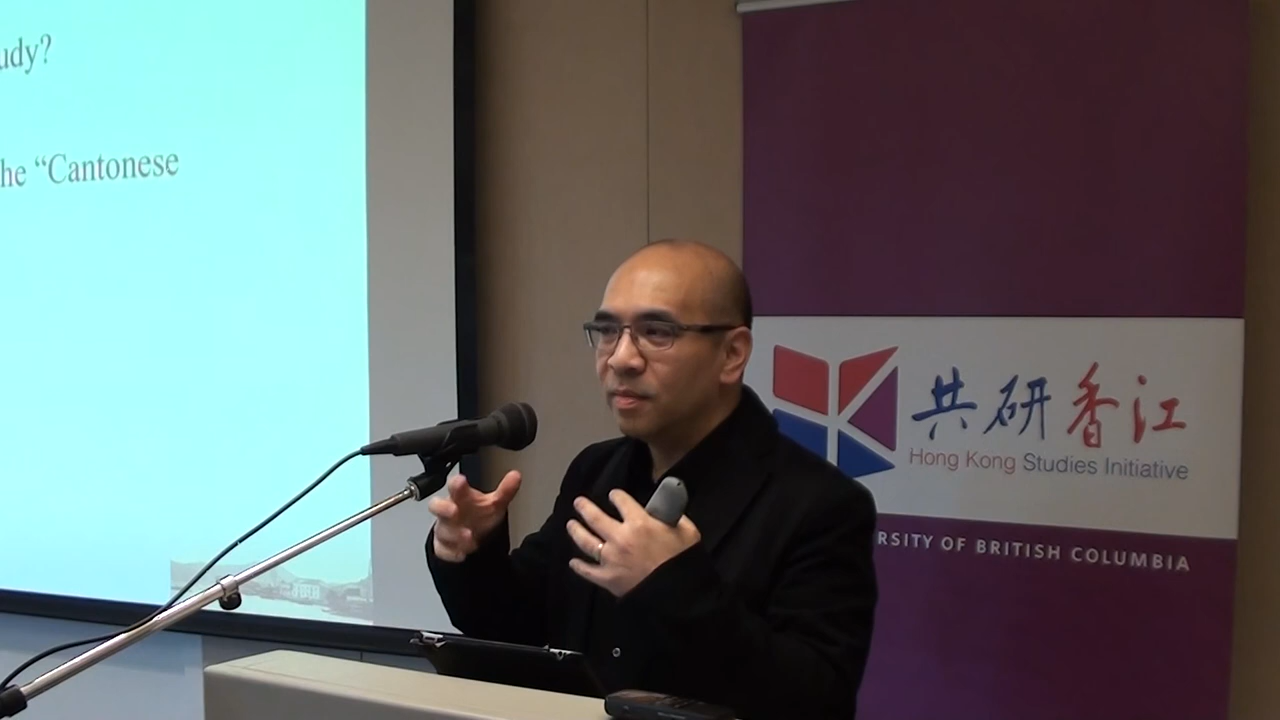 udy?
he “Cantonese
共研香江
Hong Kong Studies Initiative
RSITY OF BRITISH COLUMBIA